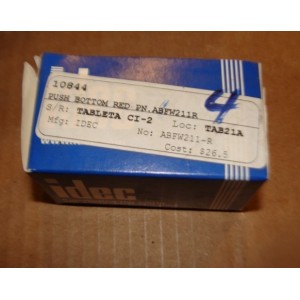 10844
PUSH BOTTOM RED PN.ABFW211R
S/R: TABLETA CI-2 Loc: TAB21A
Mfg: IDEC No: ABFW211-R
Cost: $26.5
4
idec